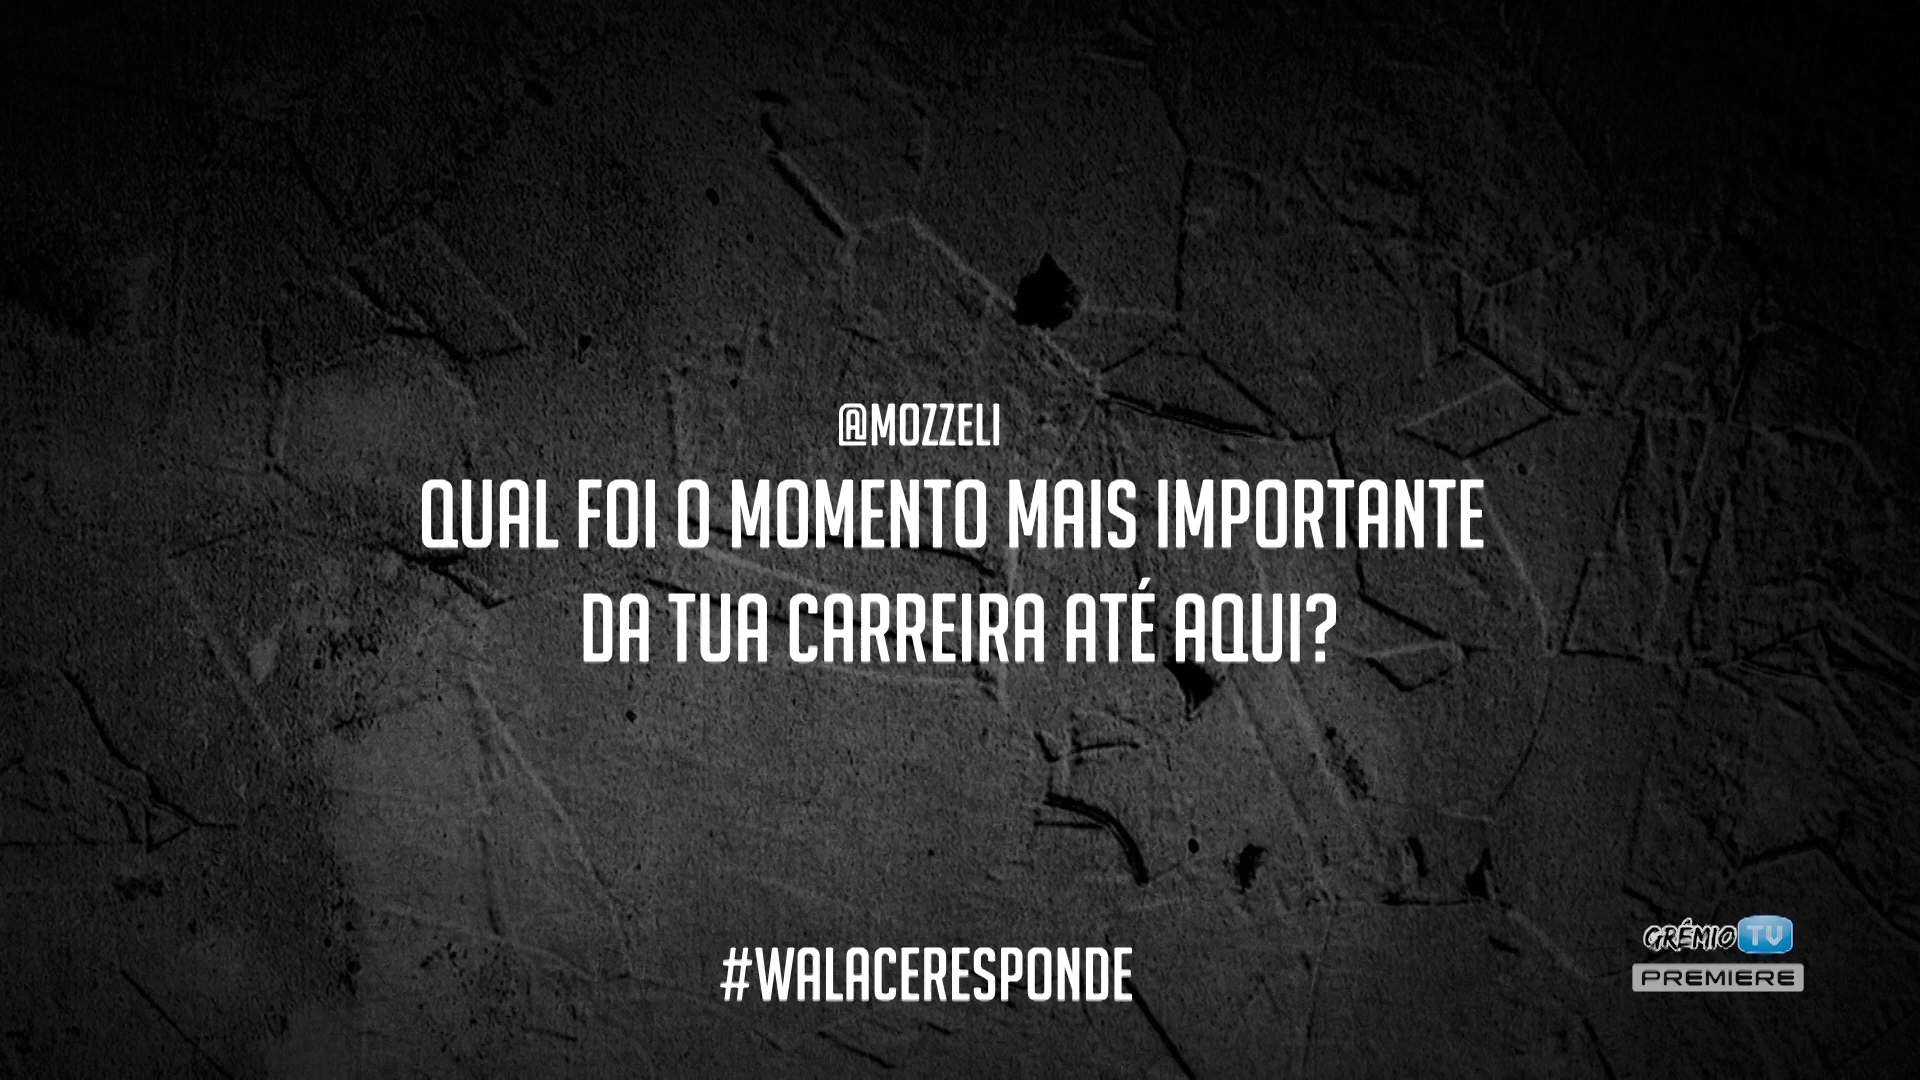 @MOZZELI
QUAL FOI O MOMENTO MAIS IMPORTANTE
DA TUA CARREIRA ATÉ AQUI?
#WALACERESPONDE
GRÊMIO TV
PREMIERE